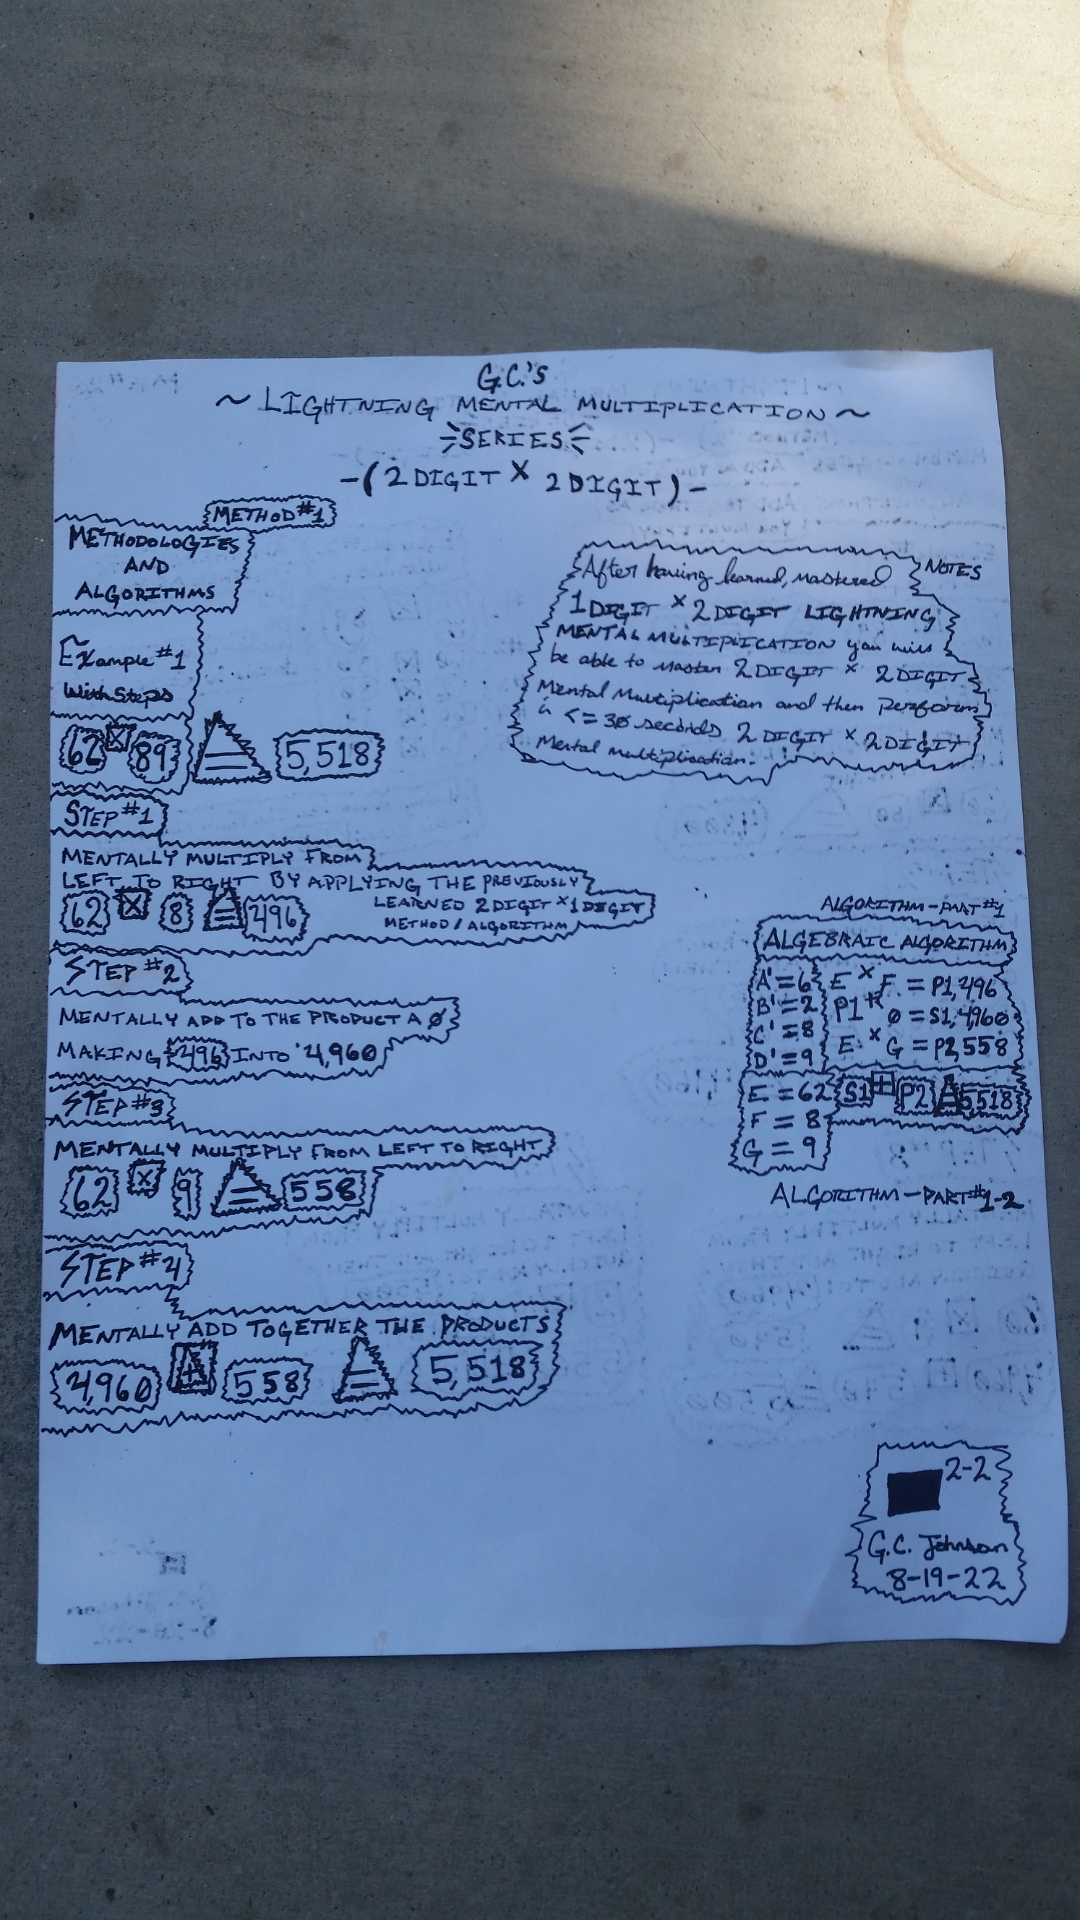 G.C.'s
~ LIGHTNING MENTAL MULTIPLICATION ~
SERIES
-(2 DIGIT X 2 DIGIT)-
METHOD #1
METHODOLOGIES
AND
ALGORITHMS
Example #1
With Steps
62 X 89 = 5,518
NOTES
After having learned, mastered
1 DIGIT X 2 DIGIT LIGHTNING
MENTAL MULTIPLICATION you will
be able to master 2 DIGIT X 2 DIGIT
Mental Multiplication and then perform
in <= 30 seconds 2 DIGIT X 2 DIGIT
Mental multiplication.
STEP #1
MENTALLY MULTIPLY FROM
LEFT TO RIGHT BY APPLYING THE PREVIOUSLY
LEARNED 2 DIGIT X 1 DIGIT
METHOD/ALGORITHM
62 X 8 = 496
STEP #2
MENTALLY ADD TO THE PRODUCT A 0
MAKING 496 INTO 4,960
STEP #3
MENTALLY MULTIPLY FROM LEFT TO RIGHT
62 X 9 = 558
STEP #4
MENTALLY ADD TOGETHER THE PRODUCTS
4,960 + 558 = 5,518
ALGORITHM-PART #1
ALGEBRAIC ALGORITHM
A' = 6
B' = 2
C' = 8
D' = 9
E X F = P1,496
P1 + 0 = S1,4960
E X G = P2,558
E = 62
F = 8
G = 9
S1 + P2 = 5518
ALGORITHM-PART #1-2
2-2
G.C. Johnson
8-19-22